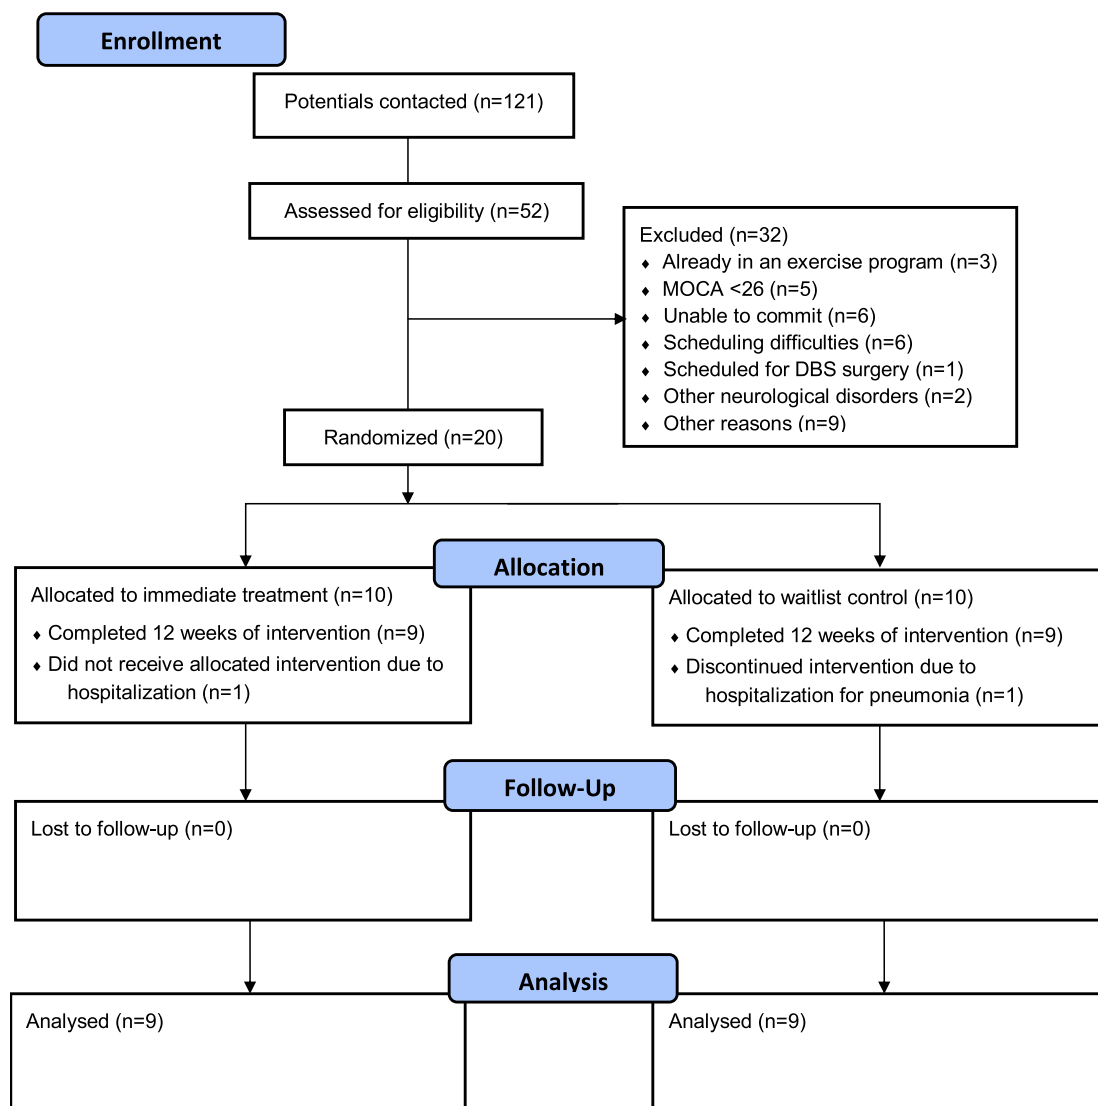 Enrollment
Potentials contacted (n=121)
Assessed for eligibility (n=52)
Excluded (n=32)
♦ Already in an exercise program (n=3)
♦ MOCA <26 (n=5)
♦ Unable to commit (n=6)
♦ Scheduling difficulties (n=6)
♦ Scheduled for DBS surgery (n=1)
♦ Other neurological disorders (n=2)
♦ Other reasons (n=9)
Randomized (n=20)
Allocation
Allocated to immediate treatment (n=10)
♦ Completed 12 weeks of intervention (n=9)
♦ Did not receive allocated intervention due to
hospitalization (n=1)
Allocated to waitlist control (n=10)
♦ Completed 12 weeks of intervention (n=9)
♦ Discontinued intervention due to
hospitalization for pneumonia (n=1)
Follow-Up
Lost to follow-up (n=0)
Lost to follow-up (n=0)
Analysis
Analysed (n=9)
Analysed (n=9)